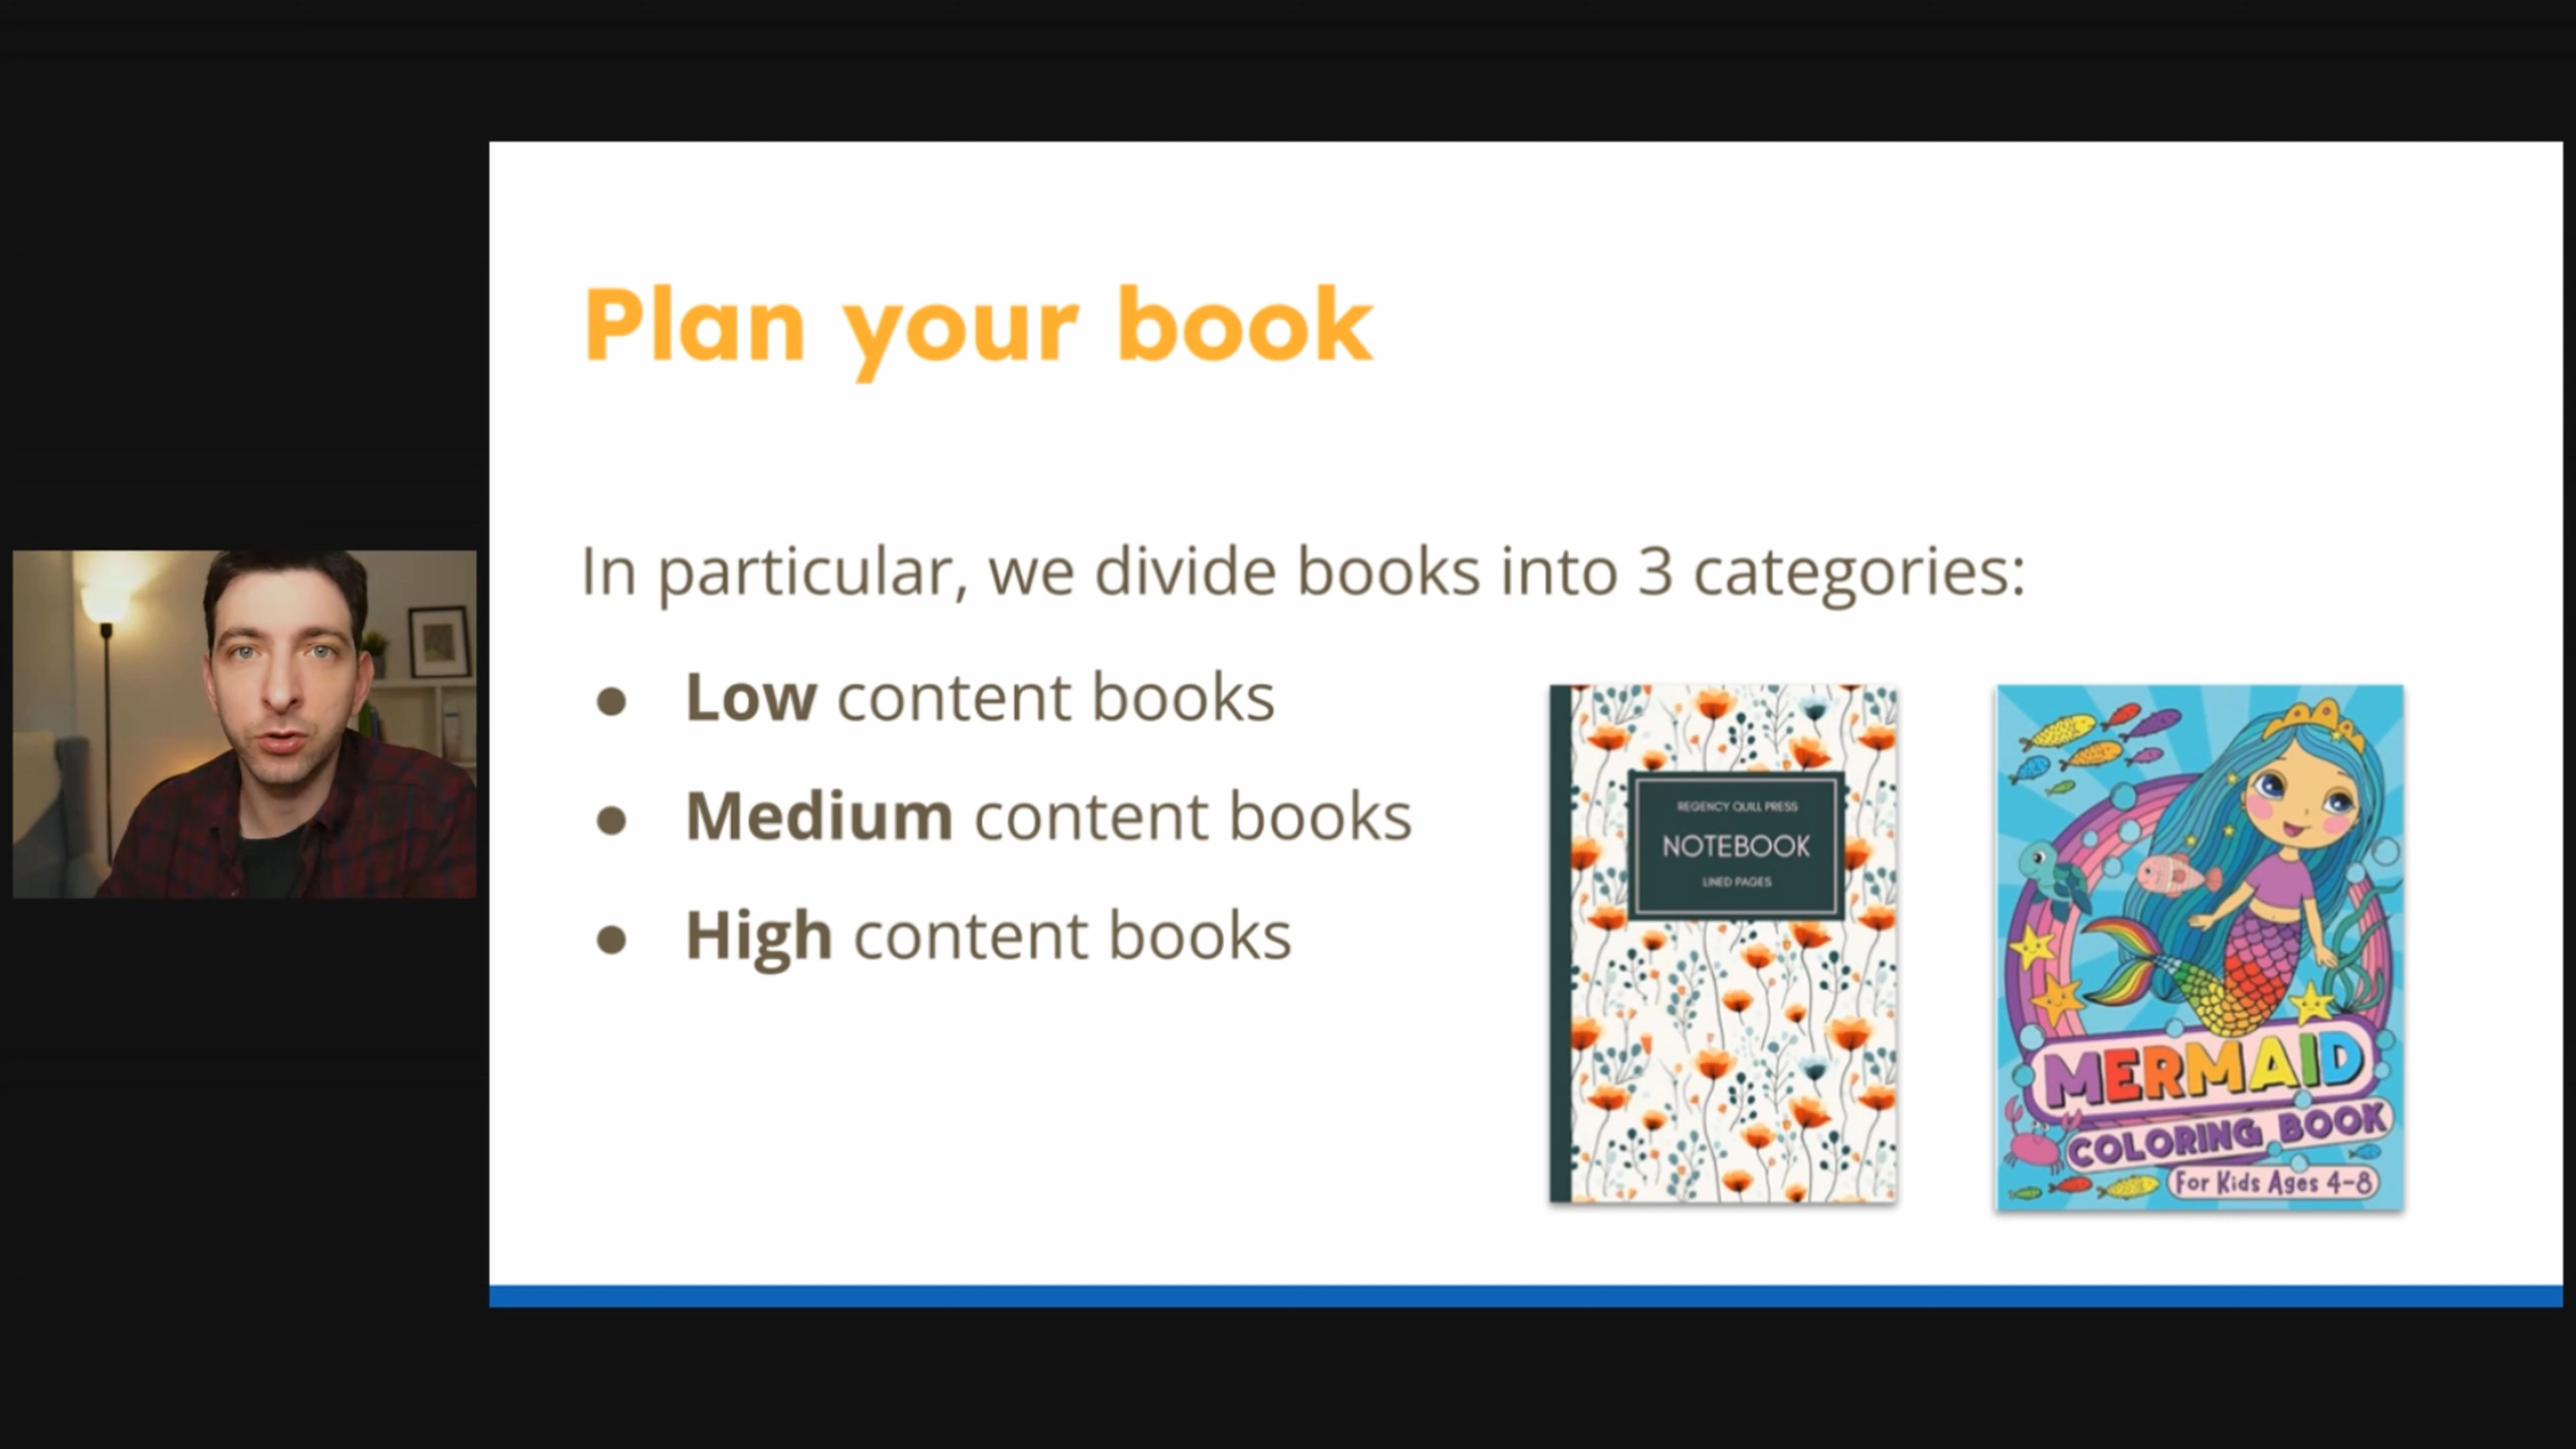 Plan your book
In particular, we divide books into 3 categories:
● Low content books
● Medium content books
● High content books
REGENCY QUILL PRESS
NOTEBOOK
LINED PAGES
MERMAID
COLORING BOOK
For Kids Ages 4-8